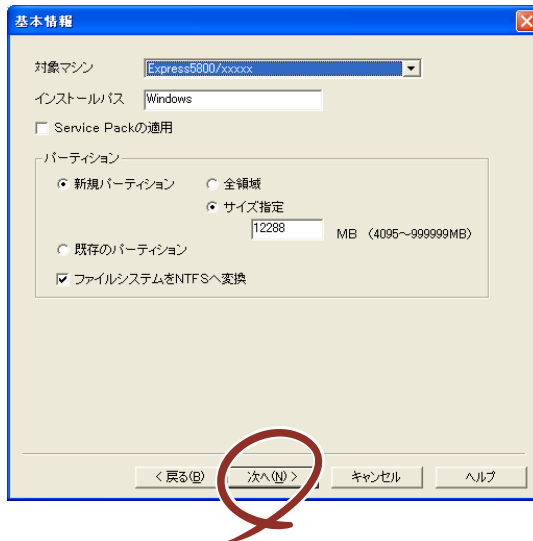 基本情報
対象マシン Express5800/xxxxx
インストールパス Windows
Service Packの適用
パーティション
新規パーティション 全領域
サイズ指定
12288 MB (4095～999999MB)
既存のパーティション
ファイルシステムをNTFSへ変換
< 戻る(B) 次へ(N) > キャンセル ヘルプ